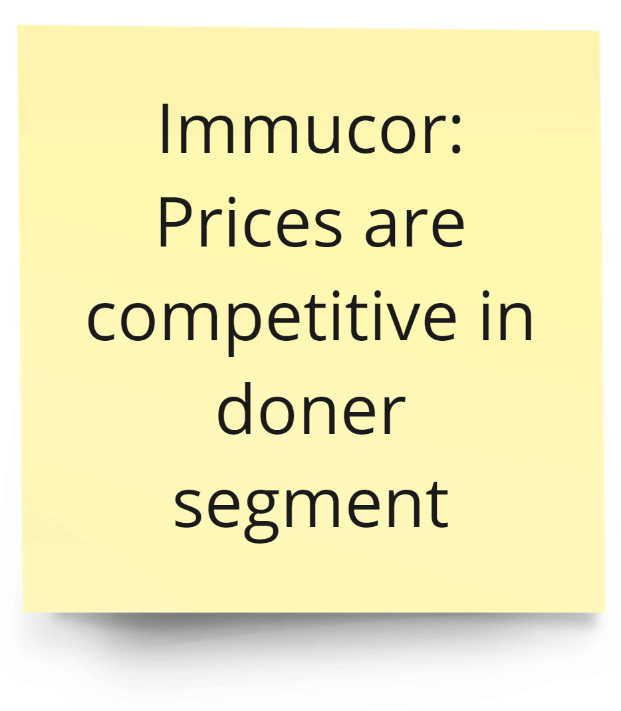 Immucor:
Prices are
competitive in
doner
segment